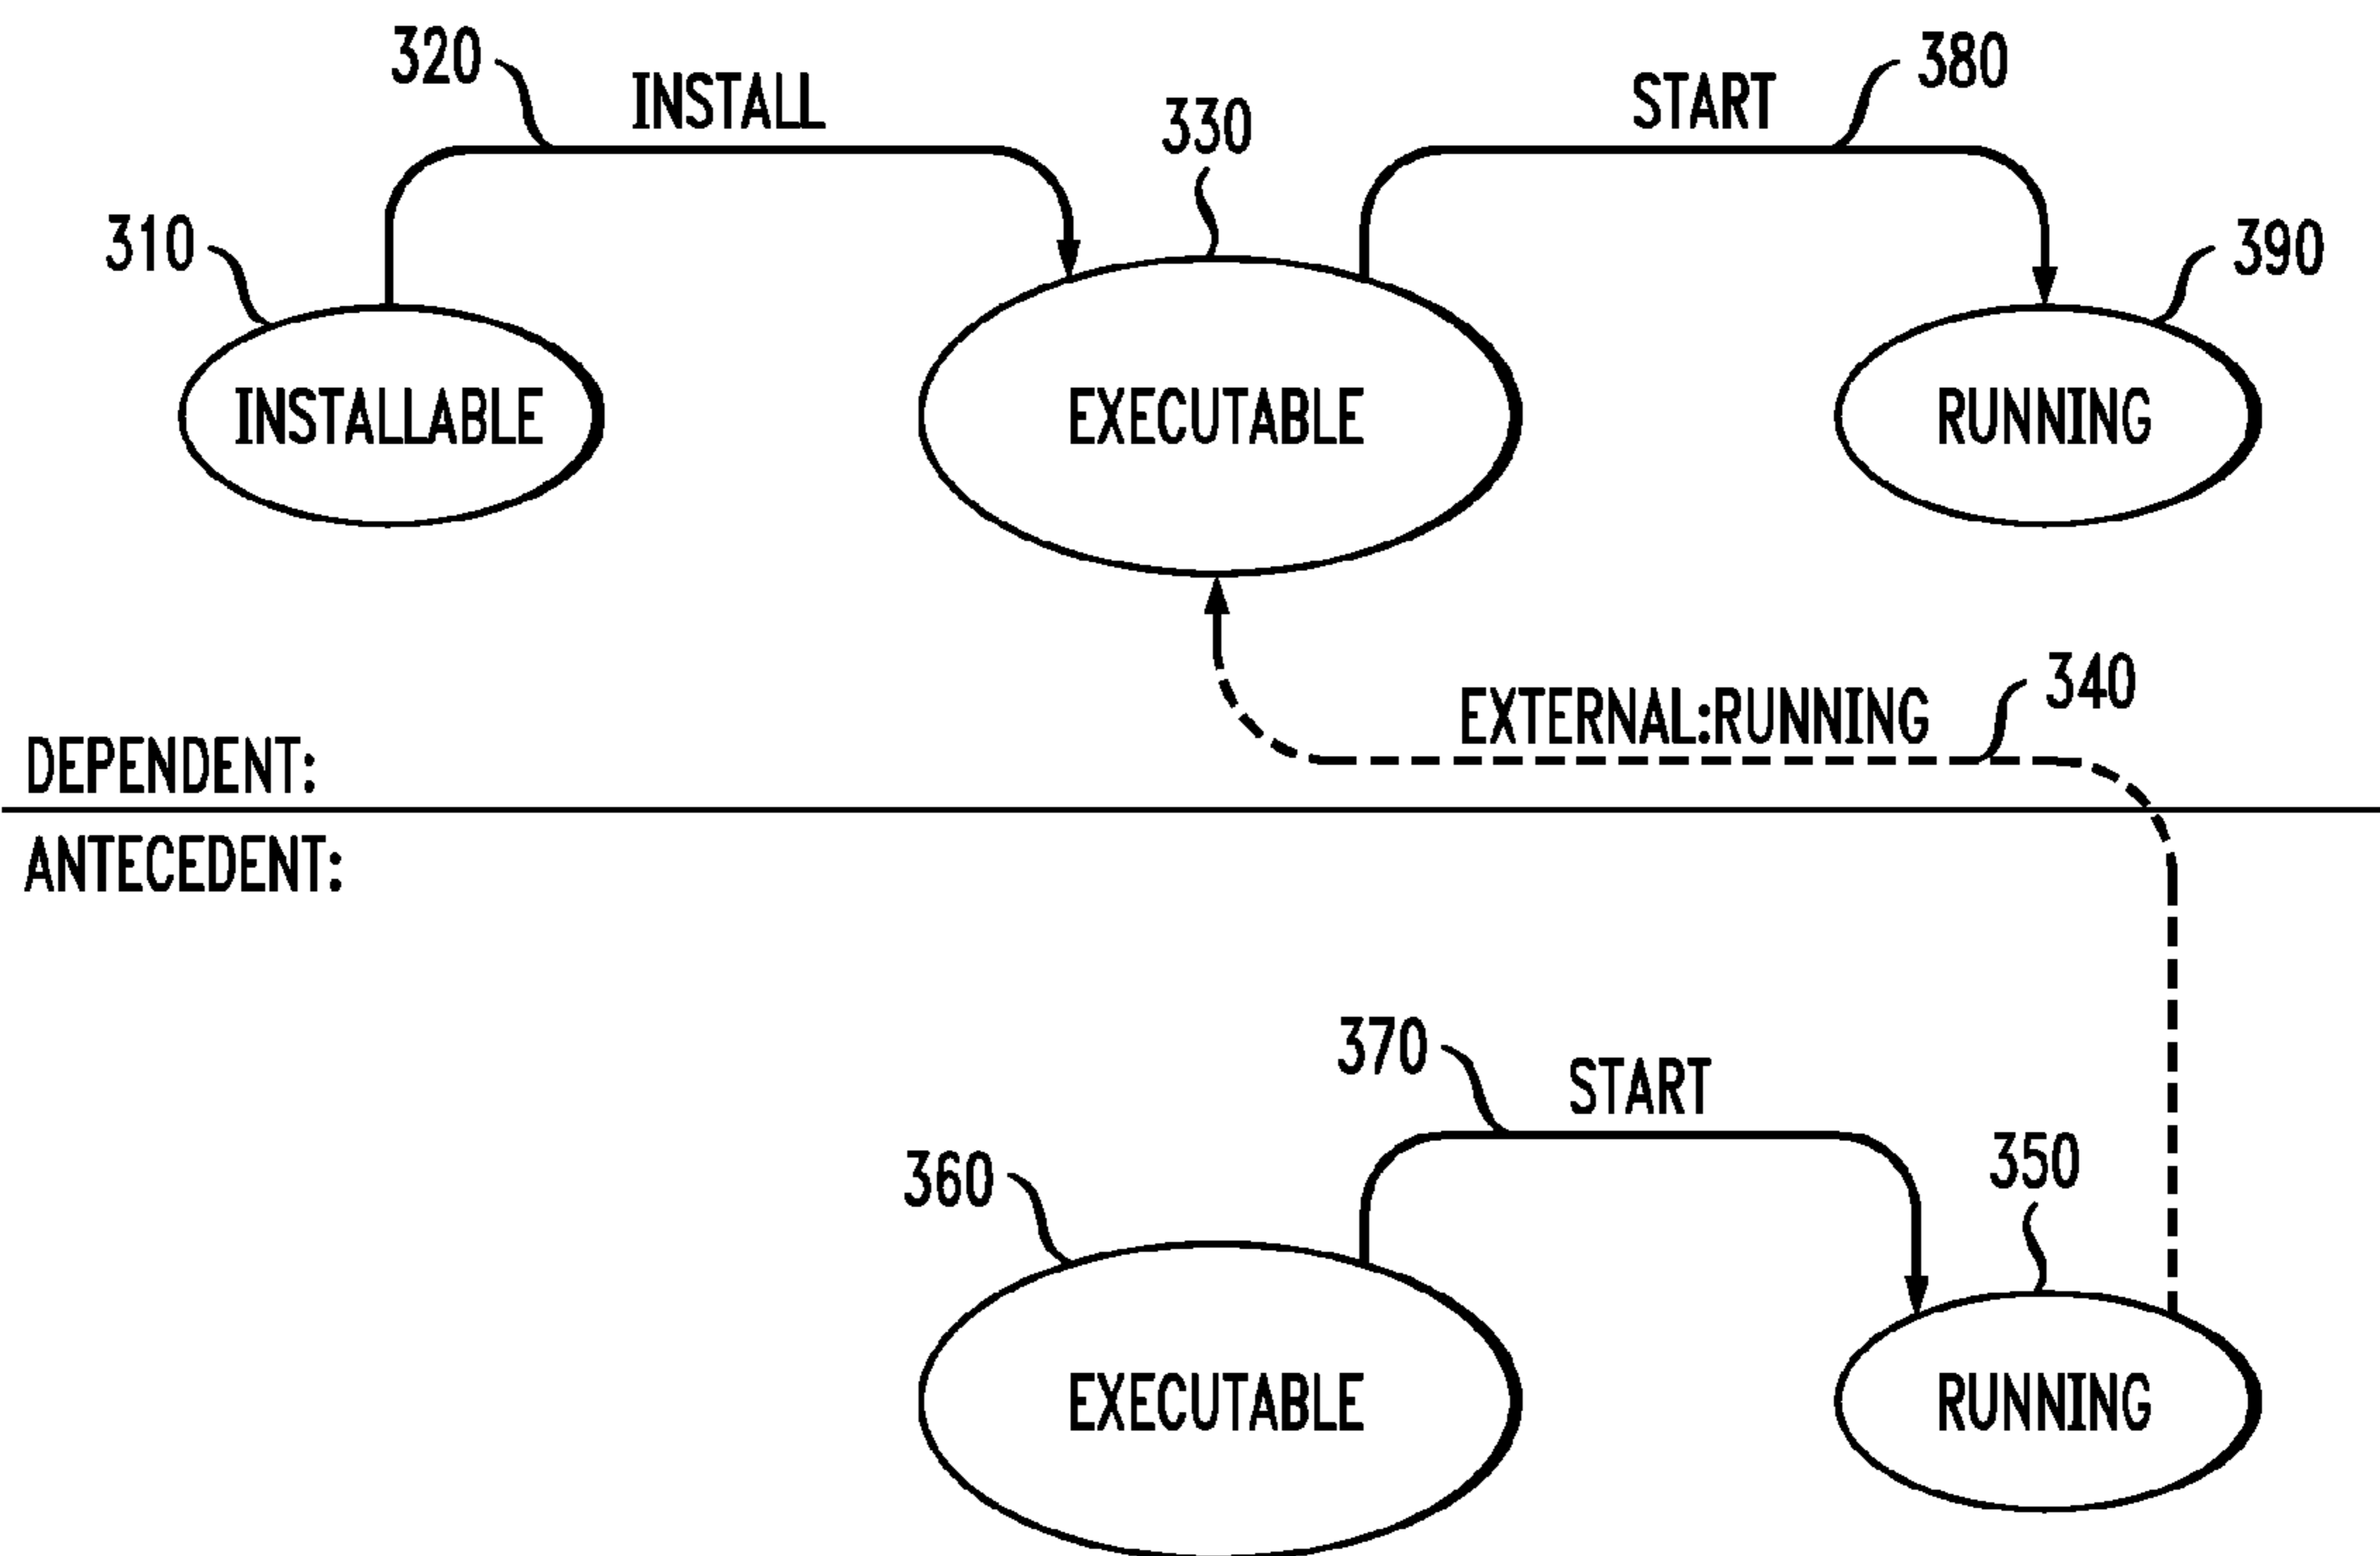 320
INSTALL
330
START
380
310
390
INSTALLABLE
EXECUTABLE
RUNNING
EXTERNAL:RUNNING
340
DEPENDENT:
ANTECEDENT:
370
START
360
350
EXECUTABLE
RUNNING